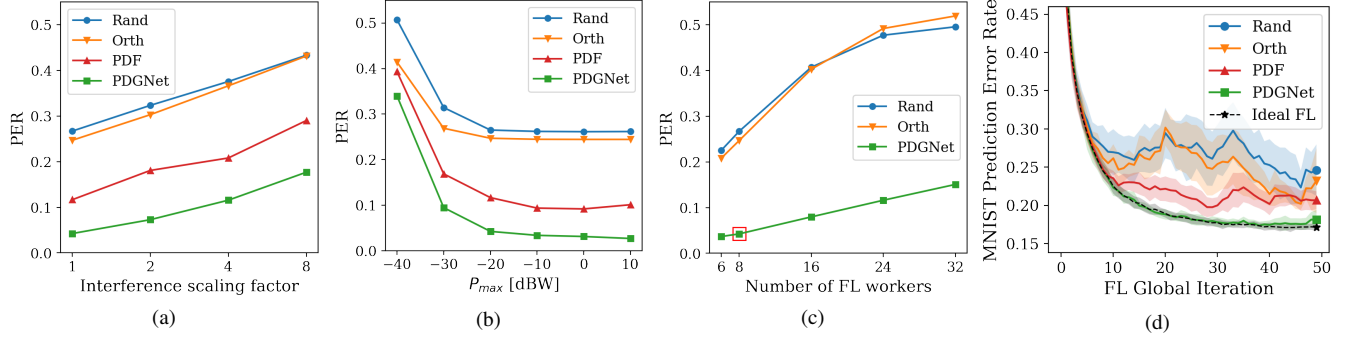 PER
0.5
0.4
0.3
0.2
0.1
0.0
Rand
Orth
PDF
PDGNet
1 2 4 8
Interference scaling factor
(a)
PER
0.5
0.4
0.3
0.2
0.1
0.0
Rand
Orth
PDF
PDGNet
−40 −30 −20 −10 0 10
Pmax [dBW]
(b)
PER
0.5
0.4
0.3
0.2
0.1
0.0
Rand
Orth
PDGNet
6 8 16 24 32
Number of FL workers
(c)
MNIST Prediction Error Rate
0.45
0.40
0.35
0.30
0.25
0.20
0.15
Rand
Orth
PDF
PDGNet
Ideal FL
0 10 20 30 40 50
FL Global Iteration
(d)